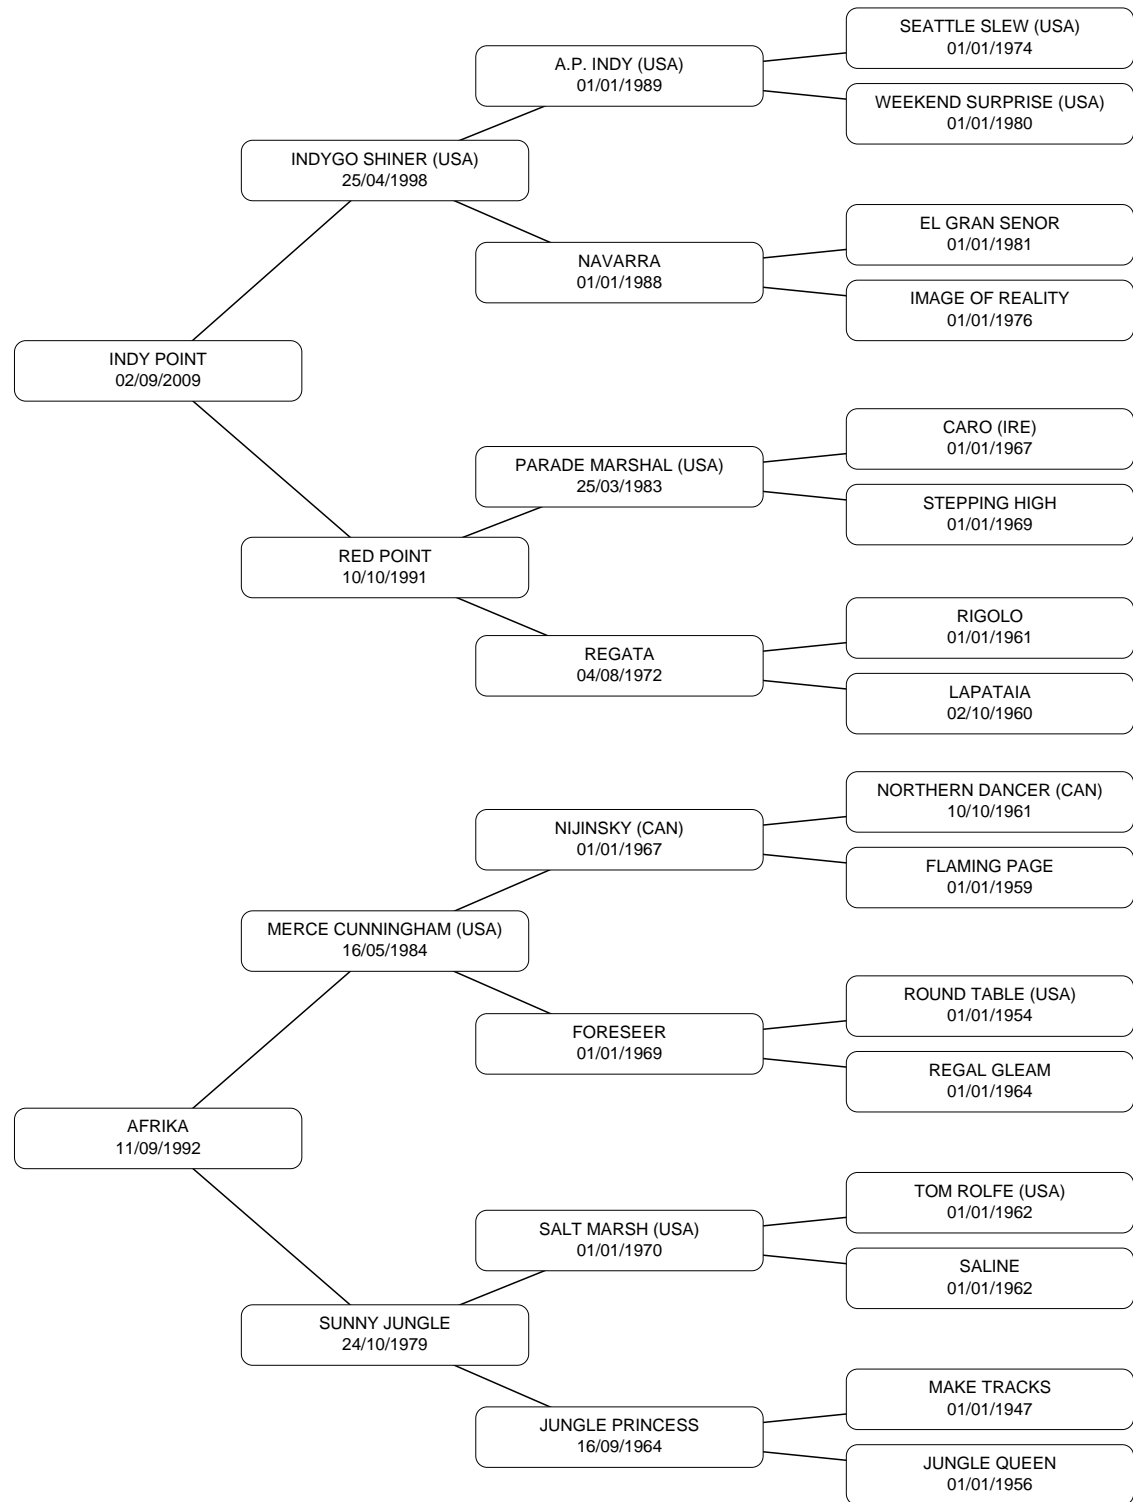 SEATTLE SLEW (USA)
01/01/1974
A.P. INDY (USA)
01/01/1989
WEEKEND SURPRISE (USA)
01/01/1980
INDYGO SHINER (USA)
25/04/1998
EL GRAN SENOR
01/01/1981
NAVARRA
01/01/1988
IMAGE OF REALITY
01/01/1976
INDY POINT
02/09/2009
CARO (IRE)
01/01/1967
PARADE MARSHAL (USA)
25/03/1983
STEPPING HIGH
01/01/1969
RED POINT
10/10/1991
RIGOLO
01/01/1961
REGATA
04/08/1972
LAPATAIA
02/10/1960
NORTHERN DANCER (CAN)
10/10/1961
NIJINSKY (CAN)
01/01/1967
FLAMING PAGE
01/01/1959
MERCE CUNNINGHAM (USA)
16/05/1984
ROUND TABLE (USA)
01/01/1954
FORESEER
01/01/1969
REGAL GLEAM
01/01/1964
AFRIKA
11/09/1992
TOM ROLFE (USA)
01/01/1962
SALT MARSH (USA)
01/01/1970
SALINE
01/01/1962
SUNNY JUNGLE
24/10/1979
MAKE TRACKS
01/01/1947
JUNGLE PRINCESS
16/09/1964
JUNGLE QUEEN
01/01/1956